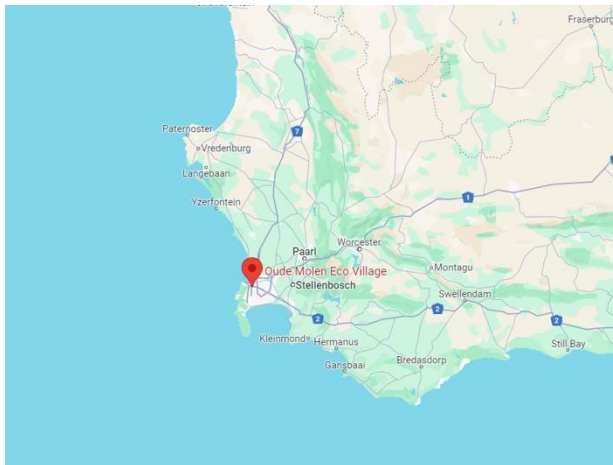 Fraserburg
7
Paternoster
Vredenburg
Langebaan
Yzerfontein
1
Paarl
Worcester
Oude Molen Eco Village
Montagu
Stellenbosch
Swellendam
2
2
2
Kleinmond
Hermanus
Still Bay
Gansbaai
Bredasdorp